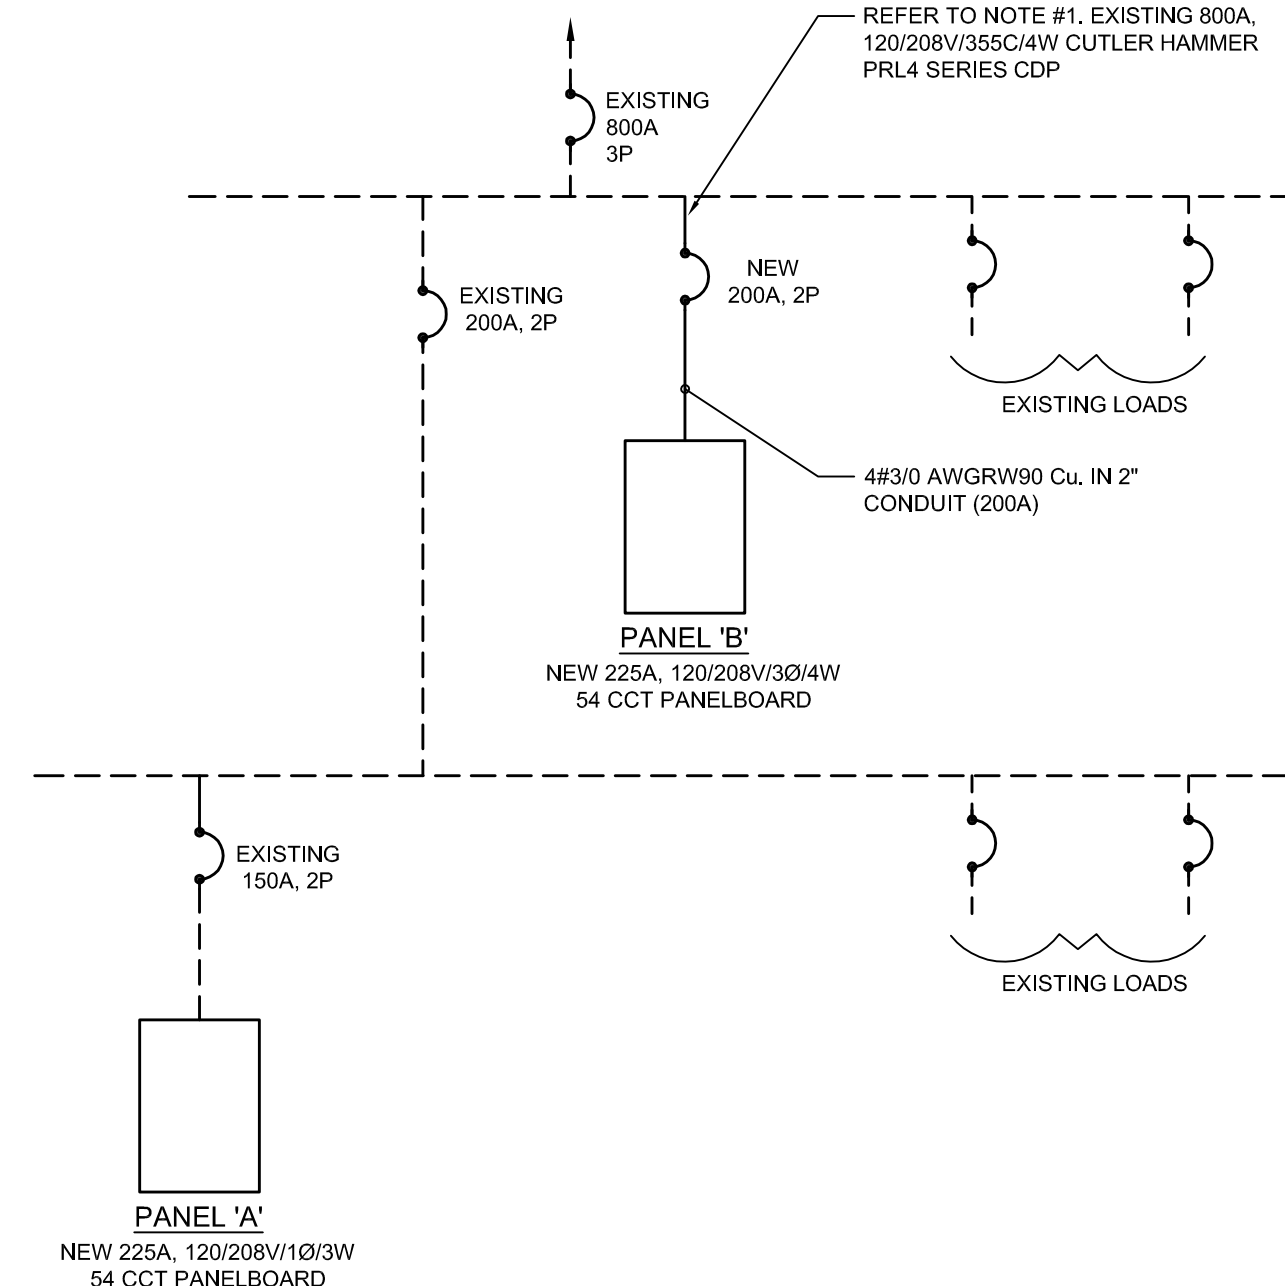 REFER TO NOTE #1. EXISTING 800A,
120/208V/355C/4W CUTLER HAMMER
PRL4 SERIES CDP
EXISTING
800A
3P
EXISTING
200A, 2P
NEW
200A, 2P
EXISTING LOADS
4#3/0 AWGRW90 Cu. IN 2"
CONDUIT (200A)
PANEL 'B'
NEW 225A, 120/208V/3Ø/4W
54 CCT PANELBOARD
EXISTING
150A, 2P
EXISTING LOADS
PANEL 'A'
NEW 225A, 120/208V/1Ø/3W
54 CCT PANELBOARD